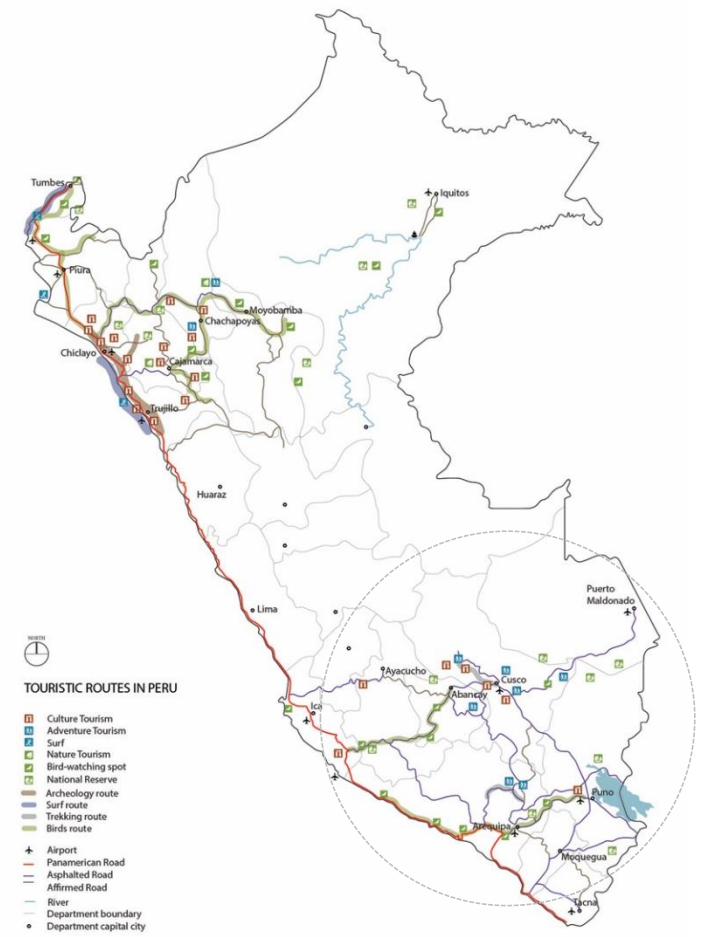 Tumbes
Iquitos
Piura
Moyobamba
Chachapoyas
Chiclayo
Cajamarca
Trujillo
Huaraz
Puerto
Maldonado
Lima
NORTH
Ayacucho
Cusco
Abancay
TOURISTIC ROUTES IN PERU
Ica
Culture Tourism
Adventure Tourism
Surf
Nature Tourism
Bird-watching spot
National Reserve
Archeology route
Surf route
Trekking route
Birds route
Puno
Arequipa
Airport
Panamerican Road
Asphalted Road
Affirmed Road
River
Department boundary
Department capital city
Moquegua
Tacna